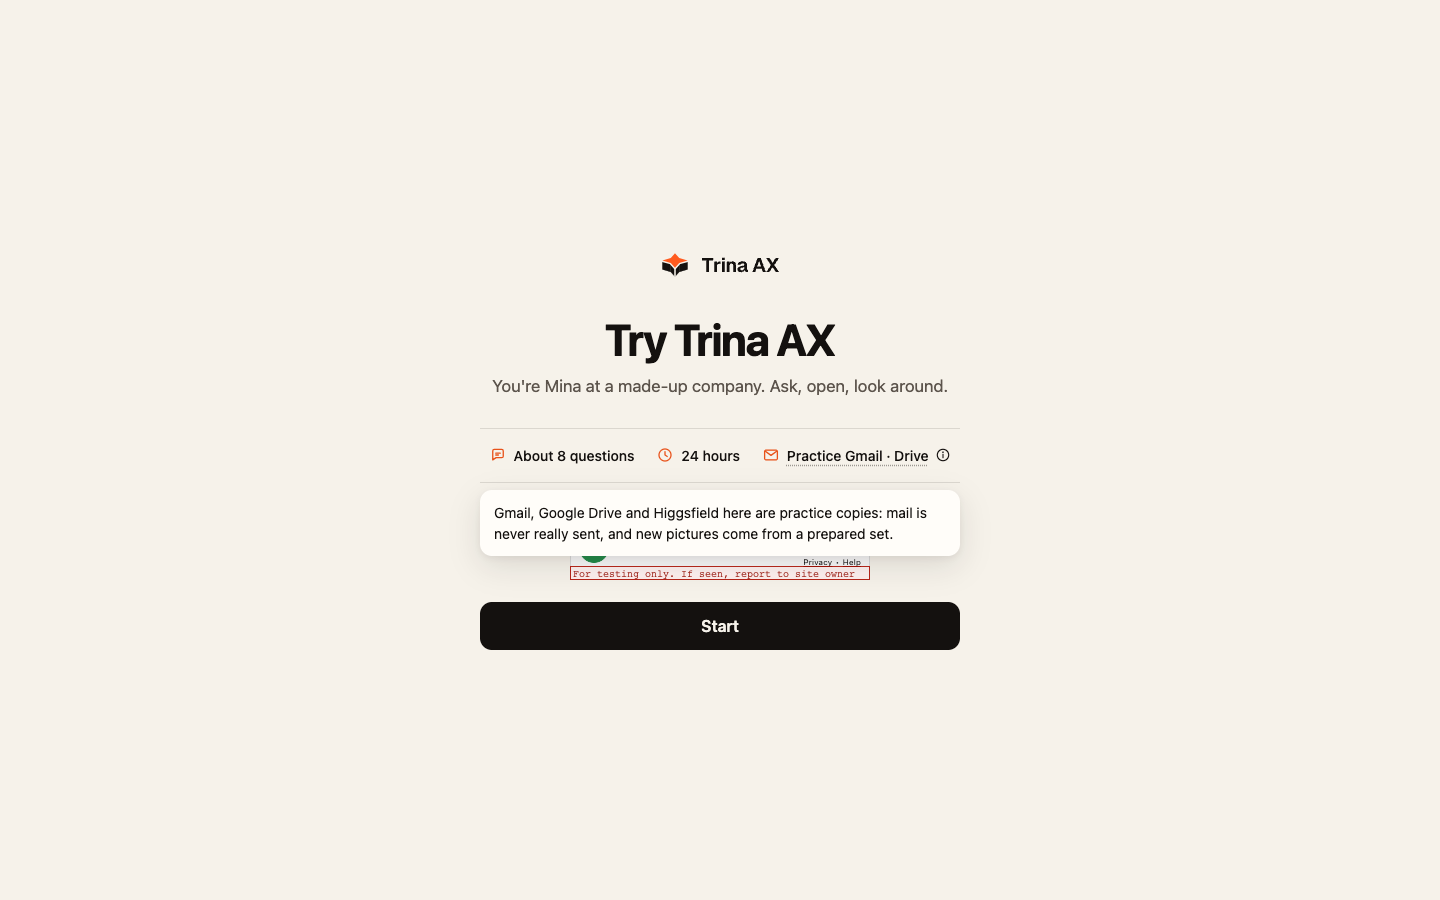 Trina AX
Try Trina AX
You're Mina at a made-up company. Ask, open, look around.
About 8 questions
24 hours
Practice Gmail · Drive
Gmail, Google Drive and Higgsfield here are practice copies: mail is
never really sent, and new pictures come from a prepared set.
Privacy • Help
For testing only. If seen, report to site owner
Start